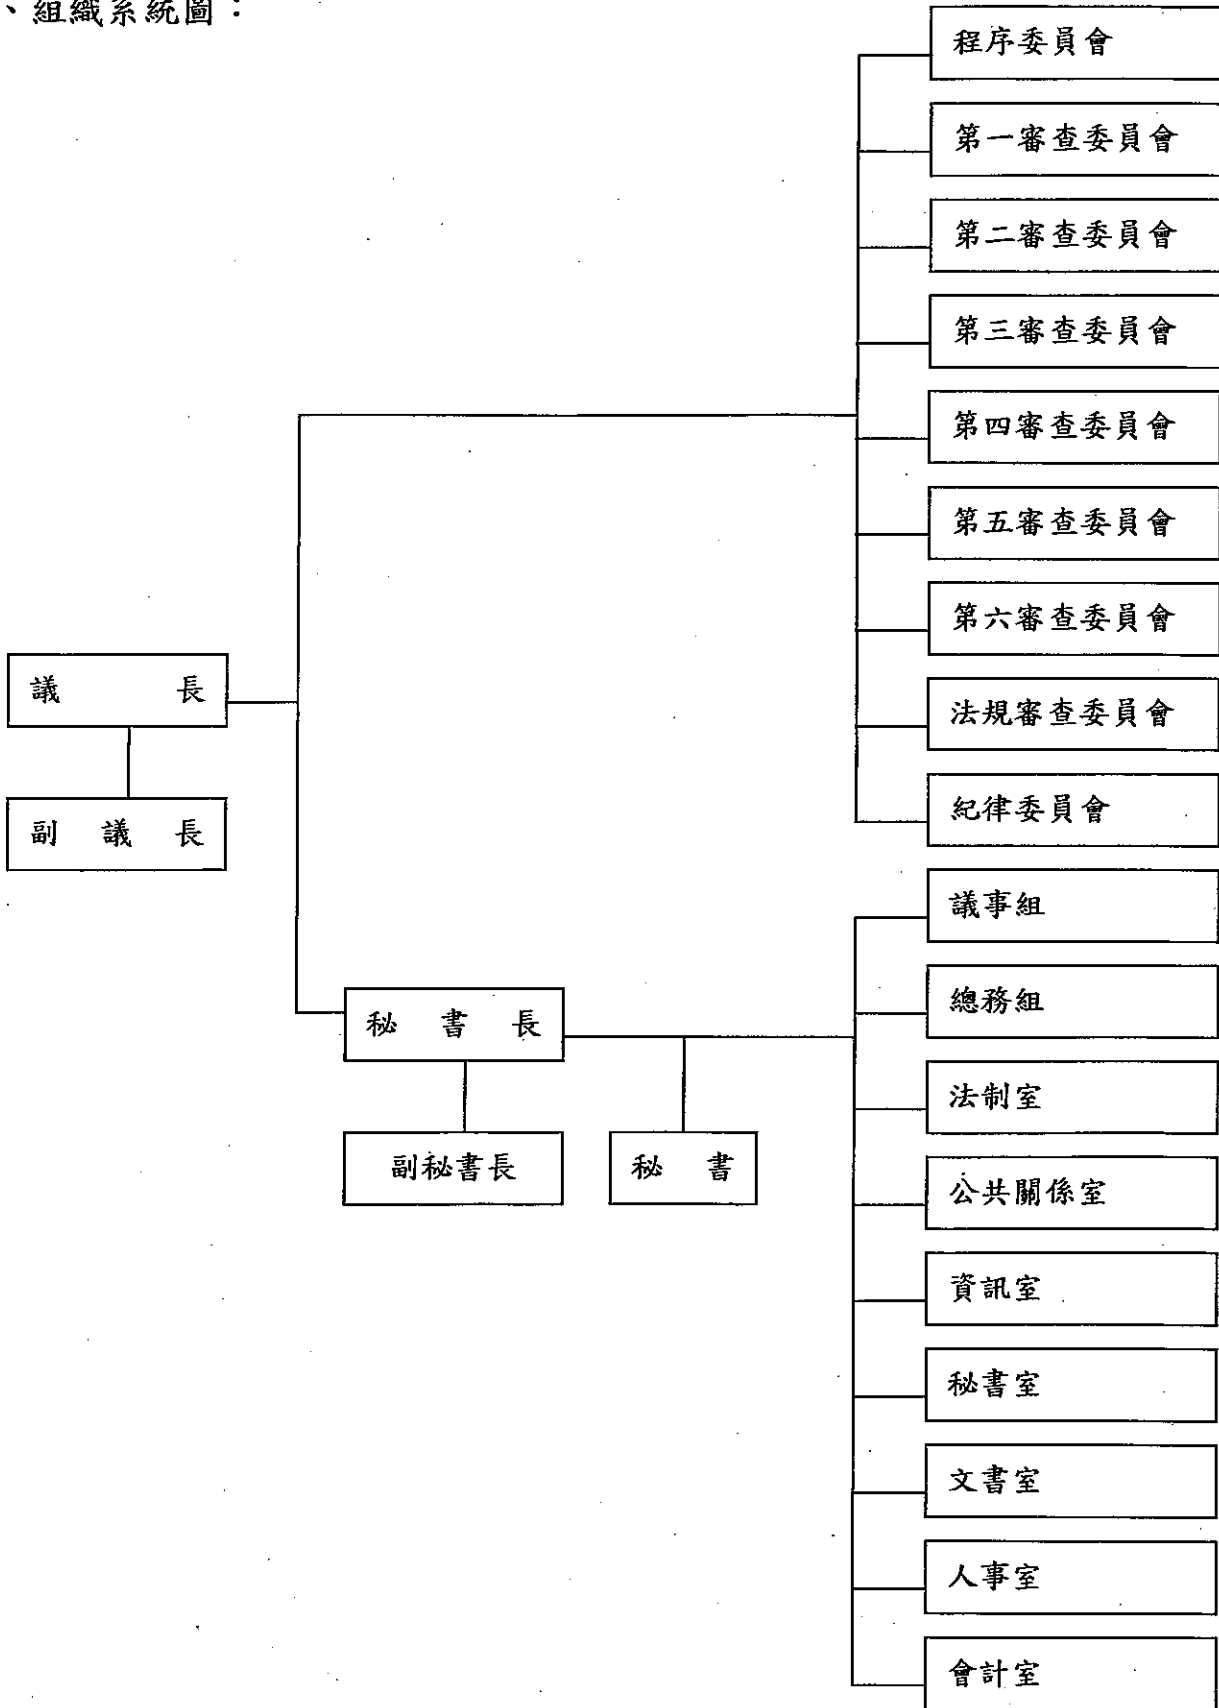 、組織系統圖：
程序委員會
第一審查委員會
第二審查委員會
第三審查委員會
第四審查委員會
第五審查委員會
第六審查委員會
法規審查委員會
紀律委員會
議長
副議長
秘書長
副秘書長
秘書
議事組
總務組
法制室
公共關係室
資訊室
秘書室
文書室
人事室
會計室